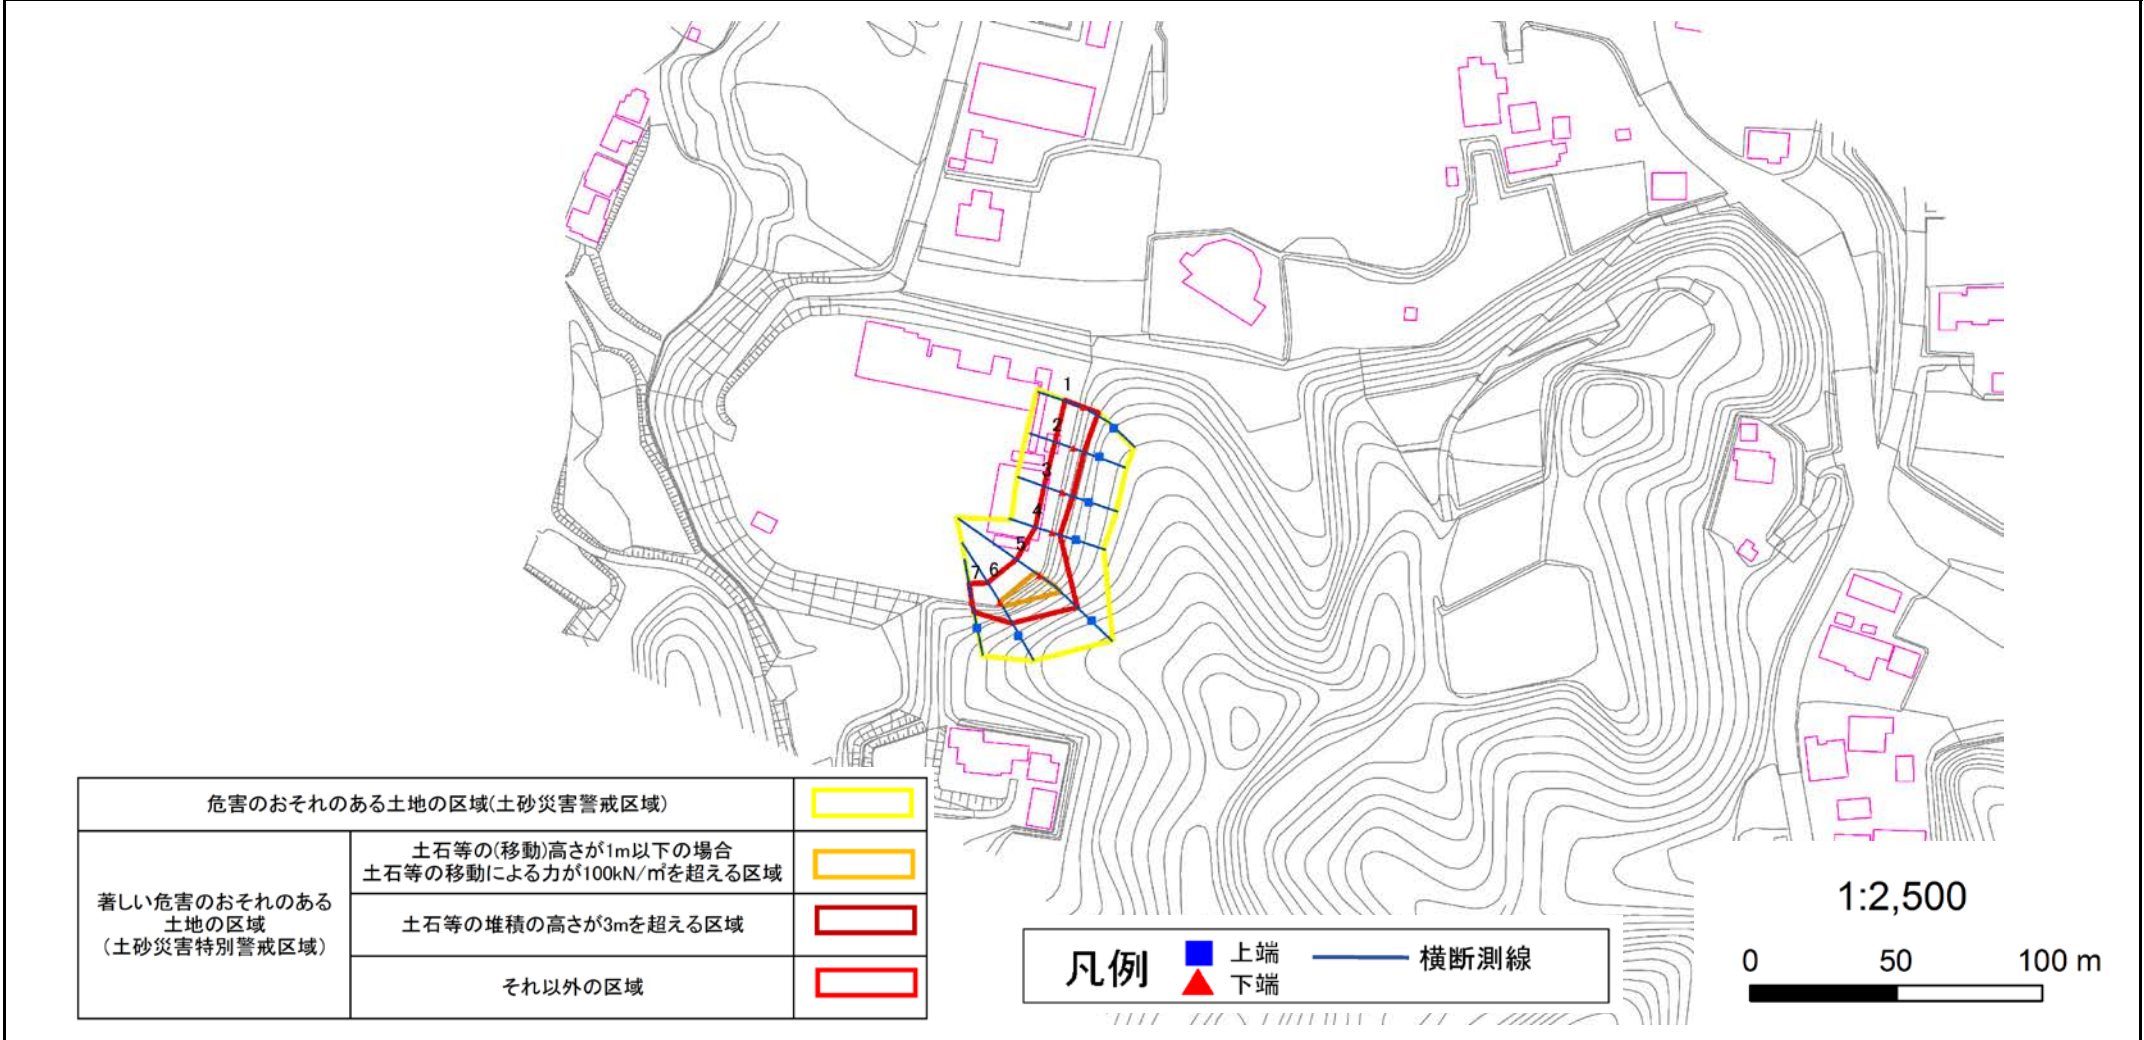 1
2
3
4
5
6
7
危害のおそれのある土地の区域(土砂災害警戒区域)
著しい危害のおそれのある
土地の区域
(土砂災害特別警戒区域)
土石等の(移動)高さが1m以下の場合
土石等の移動による力が100kN/㎡を超える区域
土石等の堆積の高さが3mを超える区域
それ以外の区域
凡例
上端
下端
横断測線
1:2,500
0 50 100 m